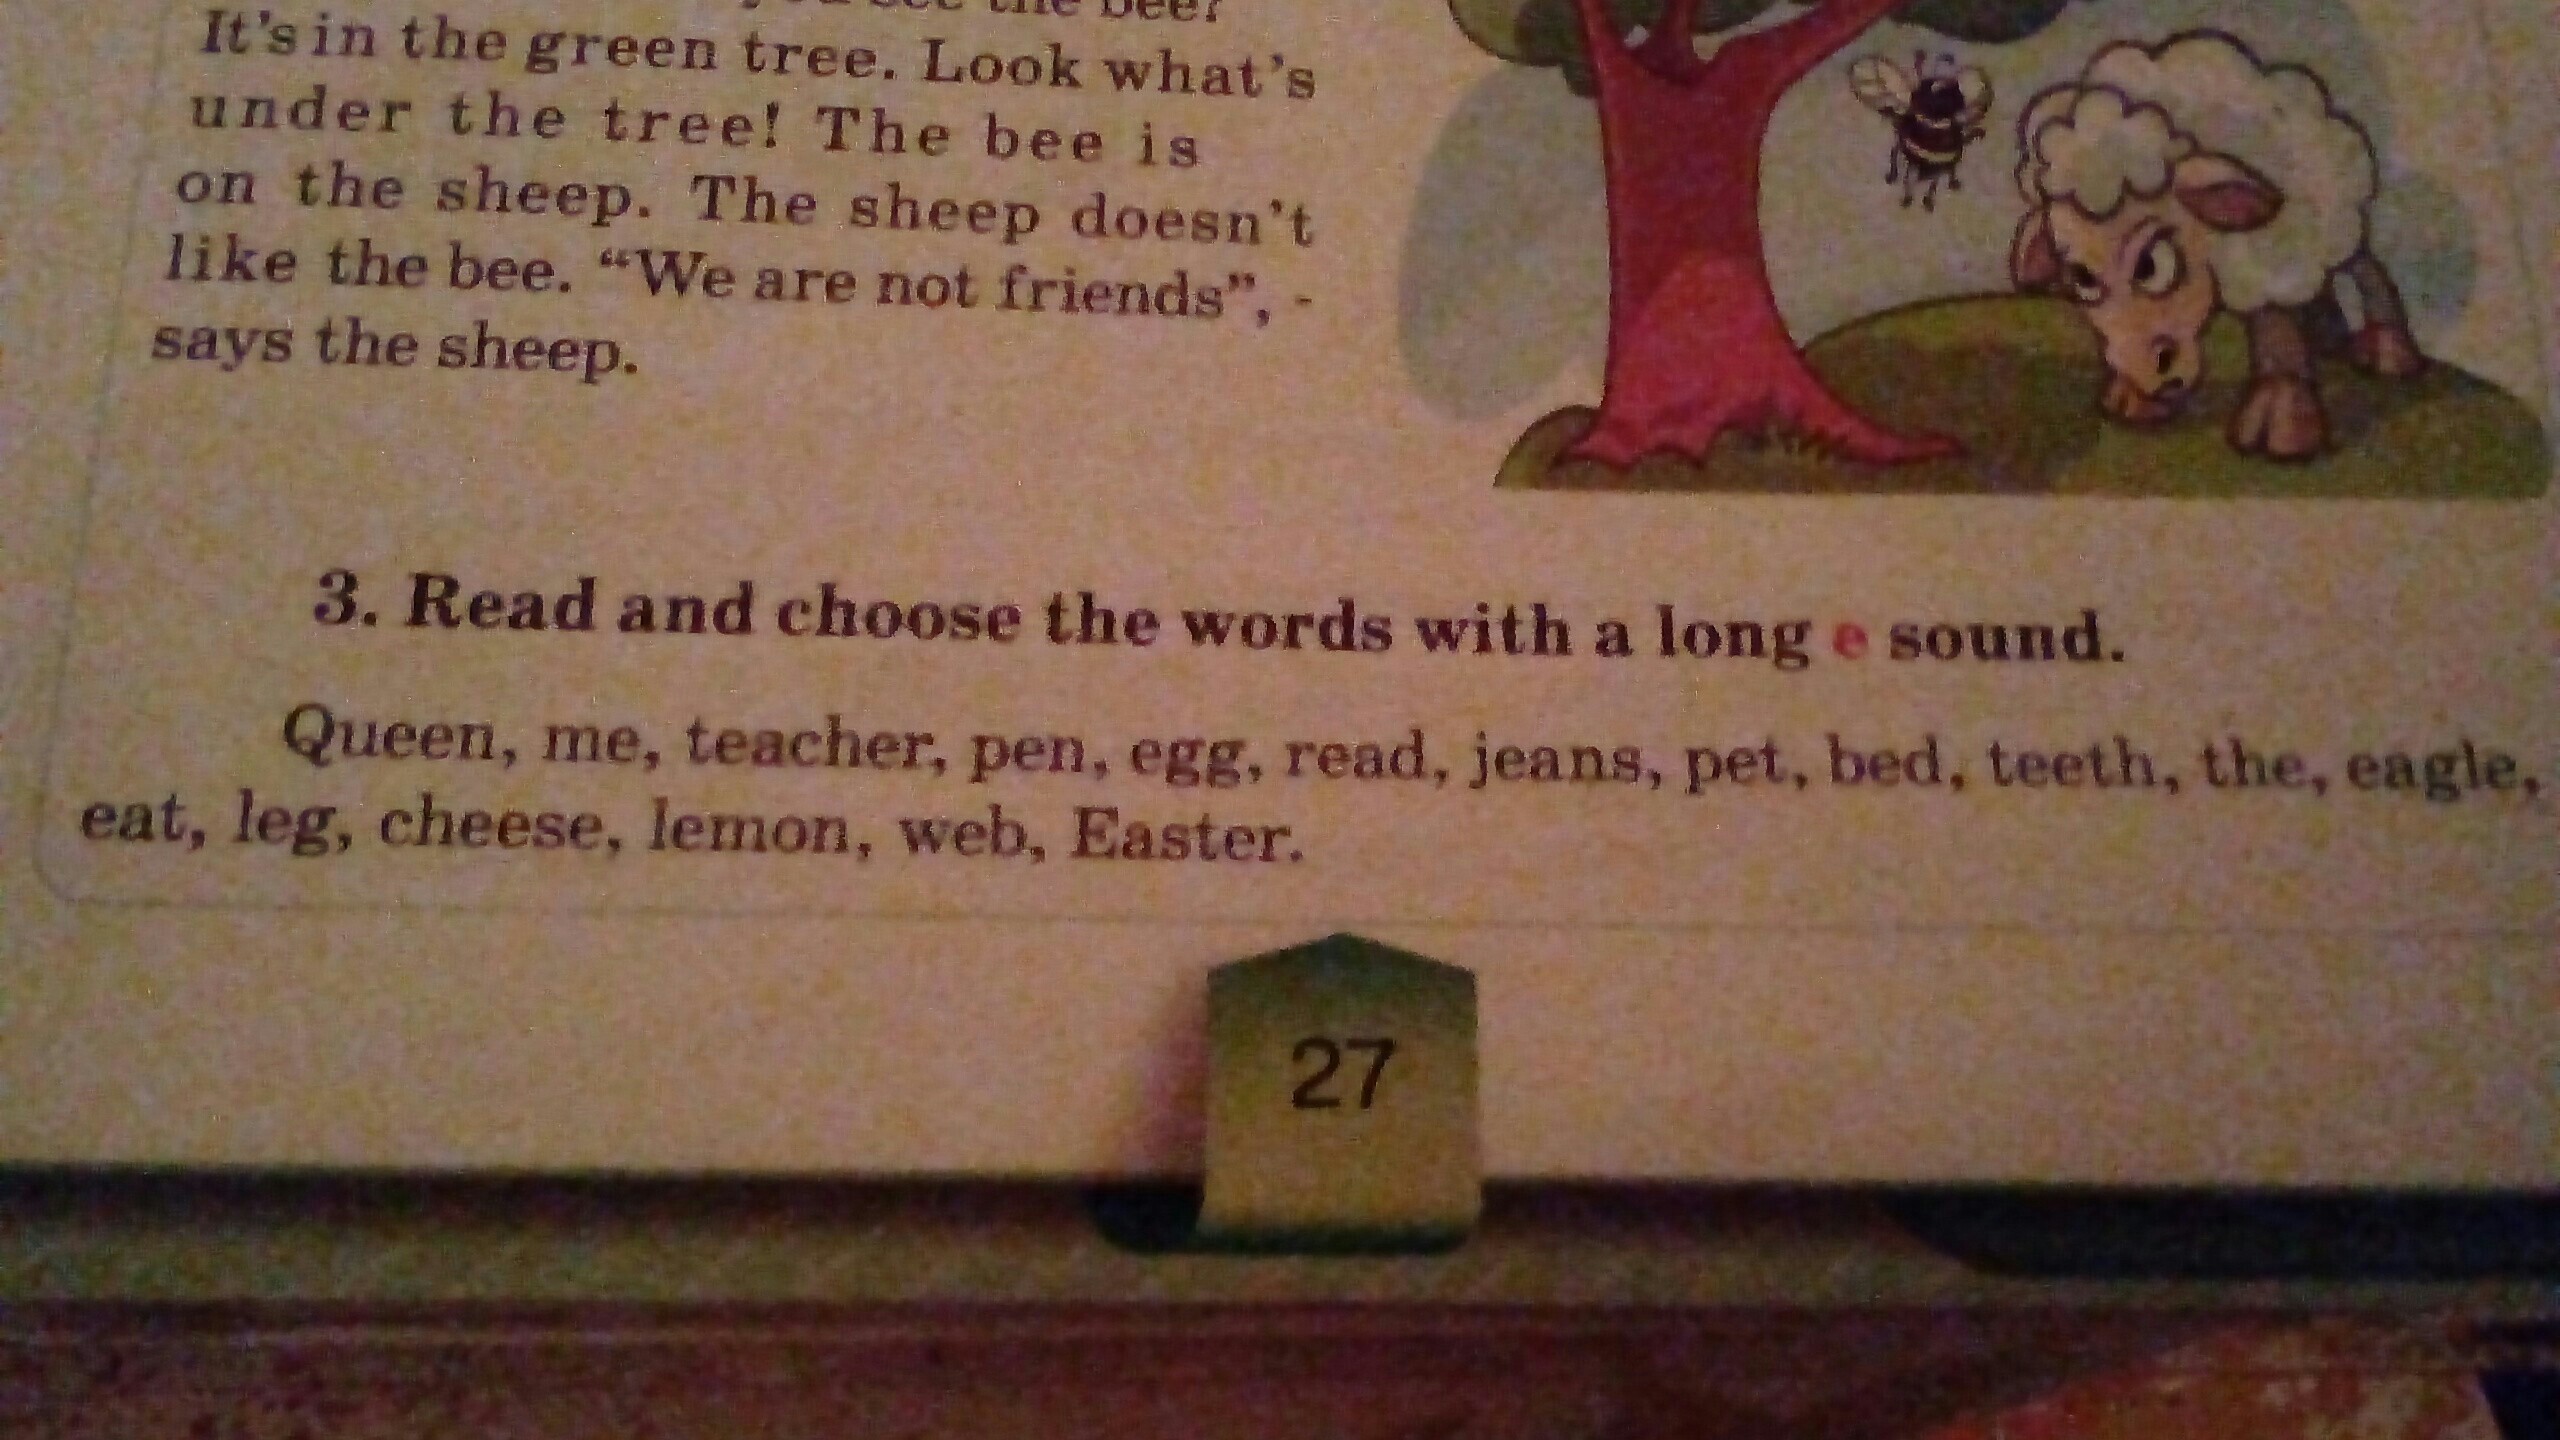 see the bee?
It's in the green tree. Look what's
under the tree! The bee is
on the sheep. The sheep doesn't
like the bee. “We are not friends”, -
says the sheep.
3. Read and choose the words with a long e sound.
Queen, me, teacher, pen, egg, read, jeans, pet, bed, teeth, the, eagle,
eat, leg, cheese, lemon, web, Easter.
27